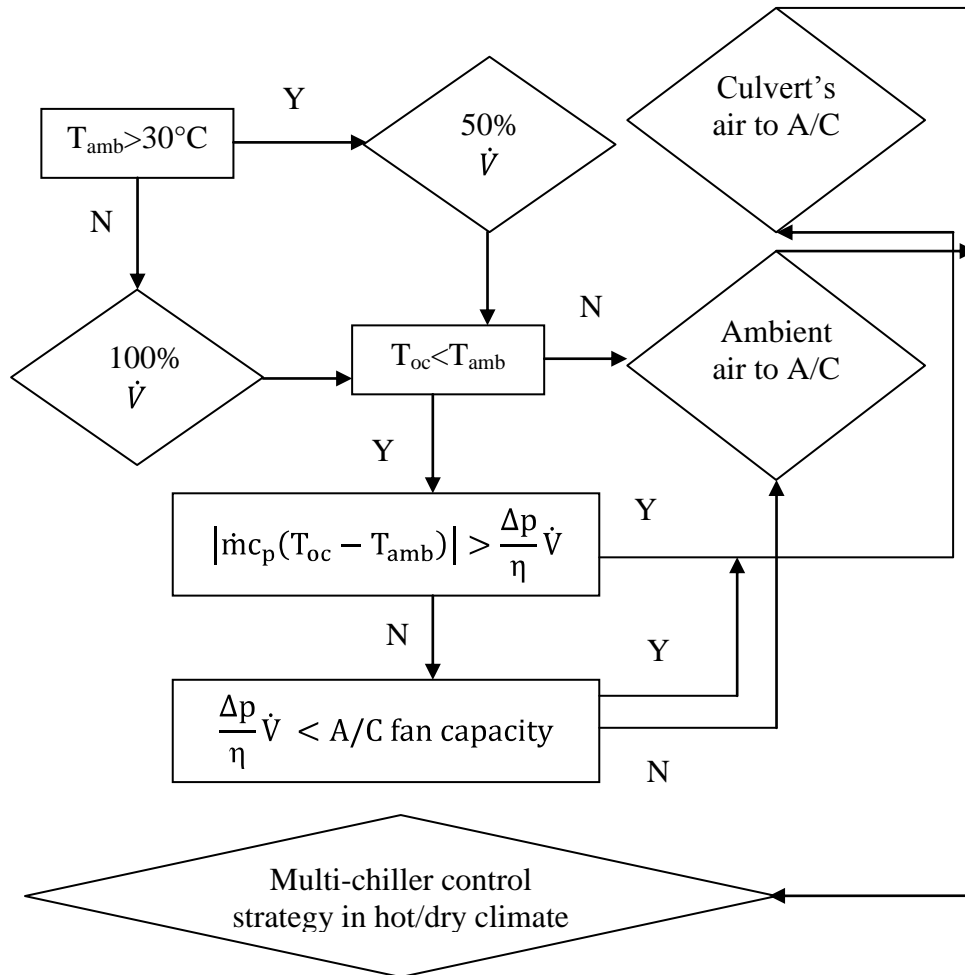 Culvert’s
air to A/C
Y
T_amb>30°C
50%
V̇
N
N
100%
V̇
T_oc<T_amb
Ambient
air to A/C
Y
|ṁc_p(T_oc − T_amb)| > Δp/η V̇
Y
N
Y
Δp/η V̇ < A/C fan capacity
N
Multi-chiller control
strategy in hot/dry climate